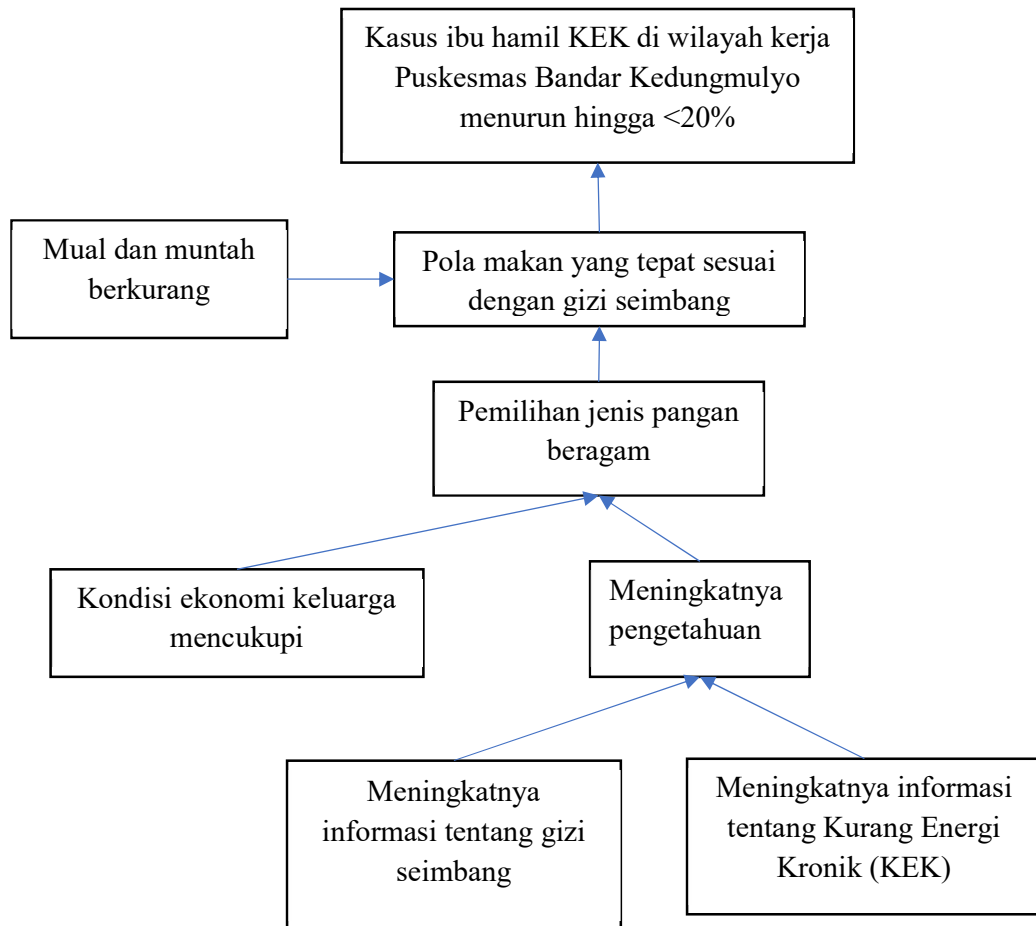 Kasus ibu hamil KEK di wilayah kerja
Puskesmas Bandar Kedungmulyo
menurun hingga <20%
Mual dan muntah
berkurang
Pola makan yang tepat sesuai
dengan gizi seimbang
Pemilihan jenis pangan
beragam
Kondisi ekonomi keluarga
mencukupi
Meningkatnya
pengetahuan
Meningkatnya
informasi tentang gizi
seimbang
Meningkatnya informasi
tentang Kurang Energi
Kronik (KEK)